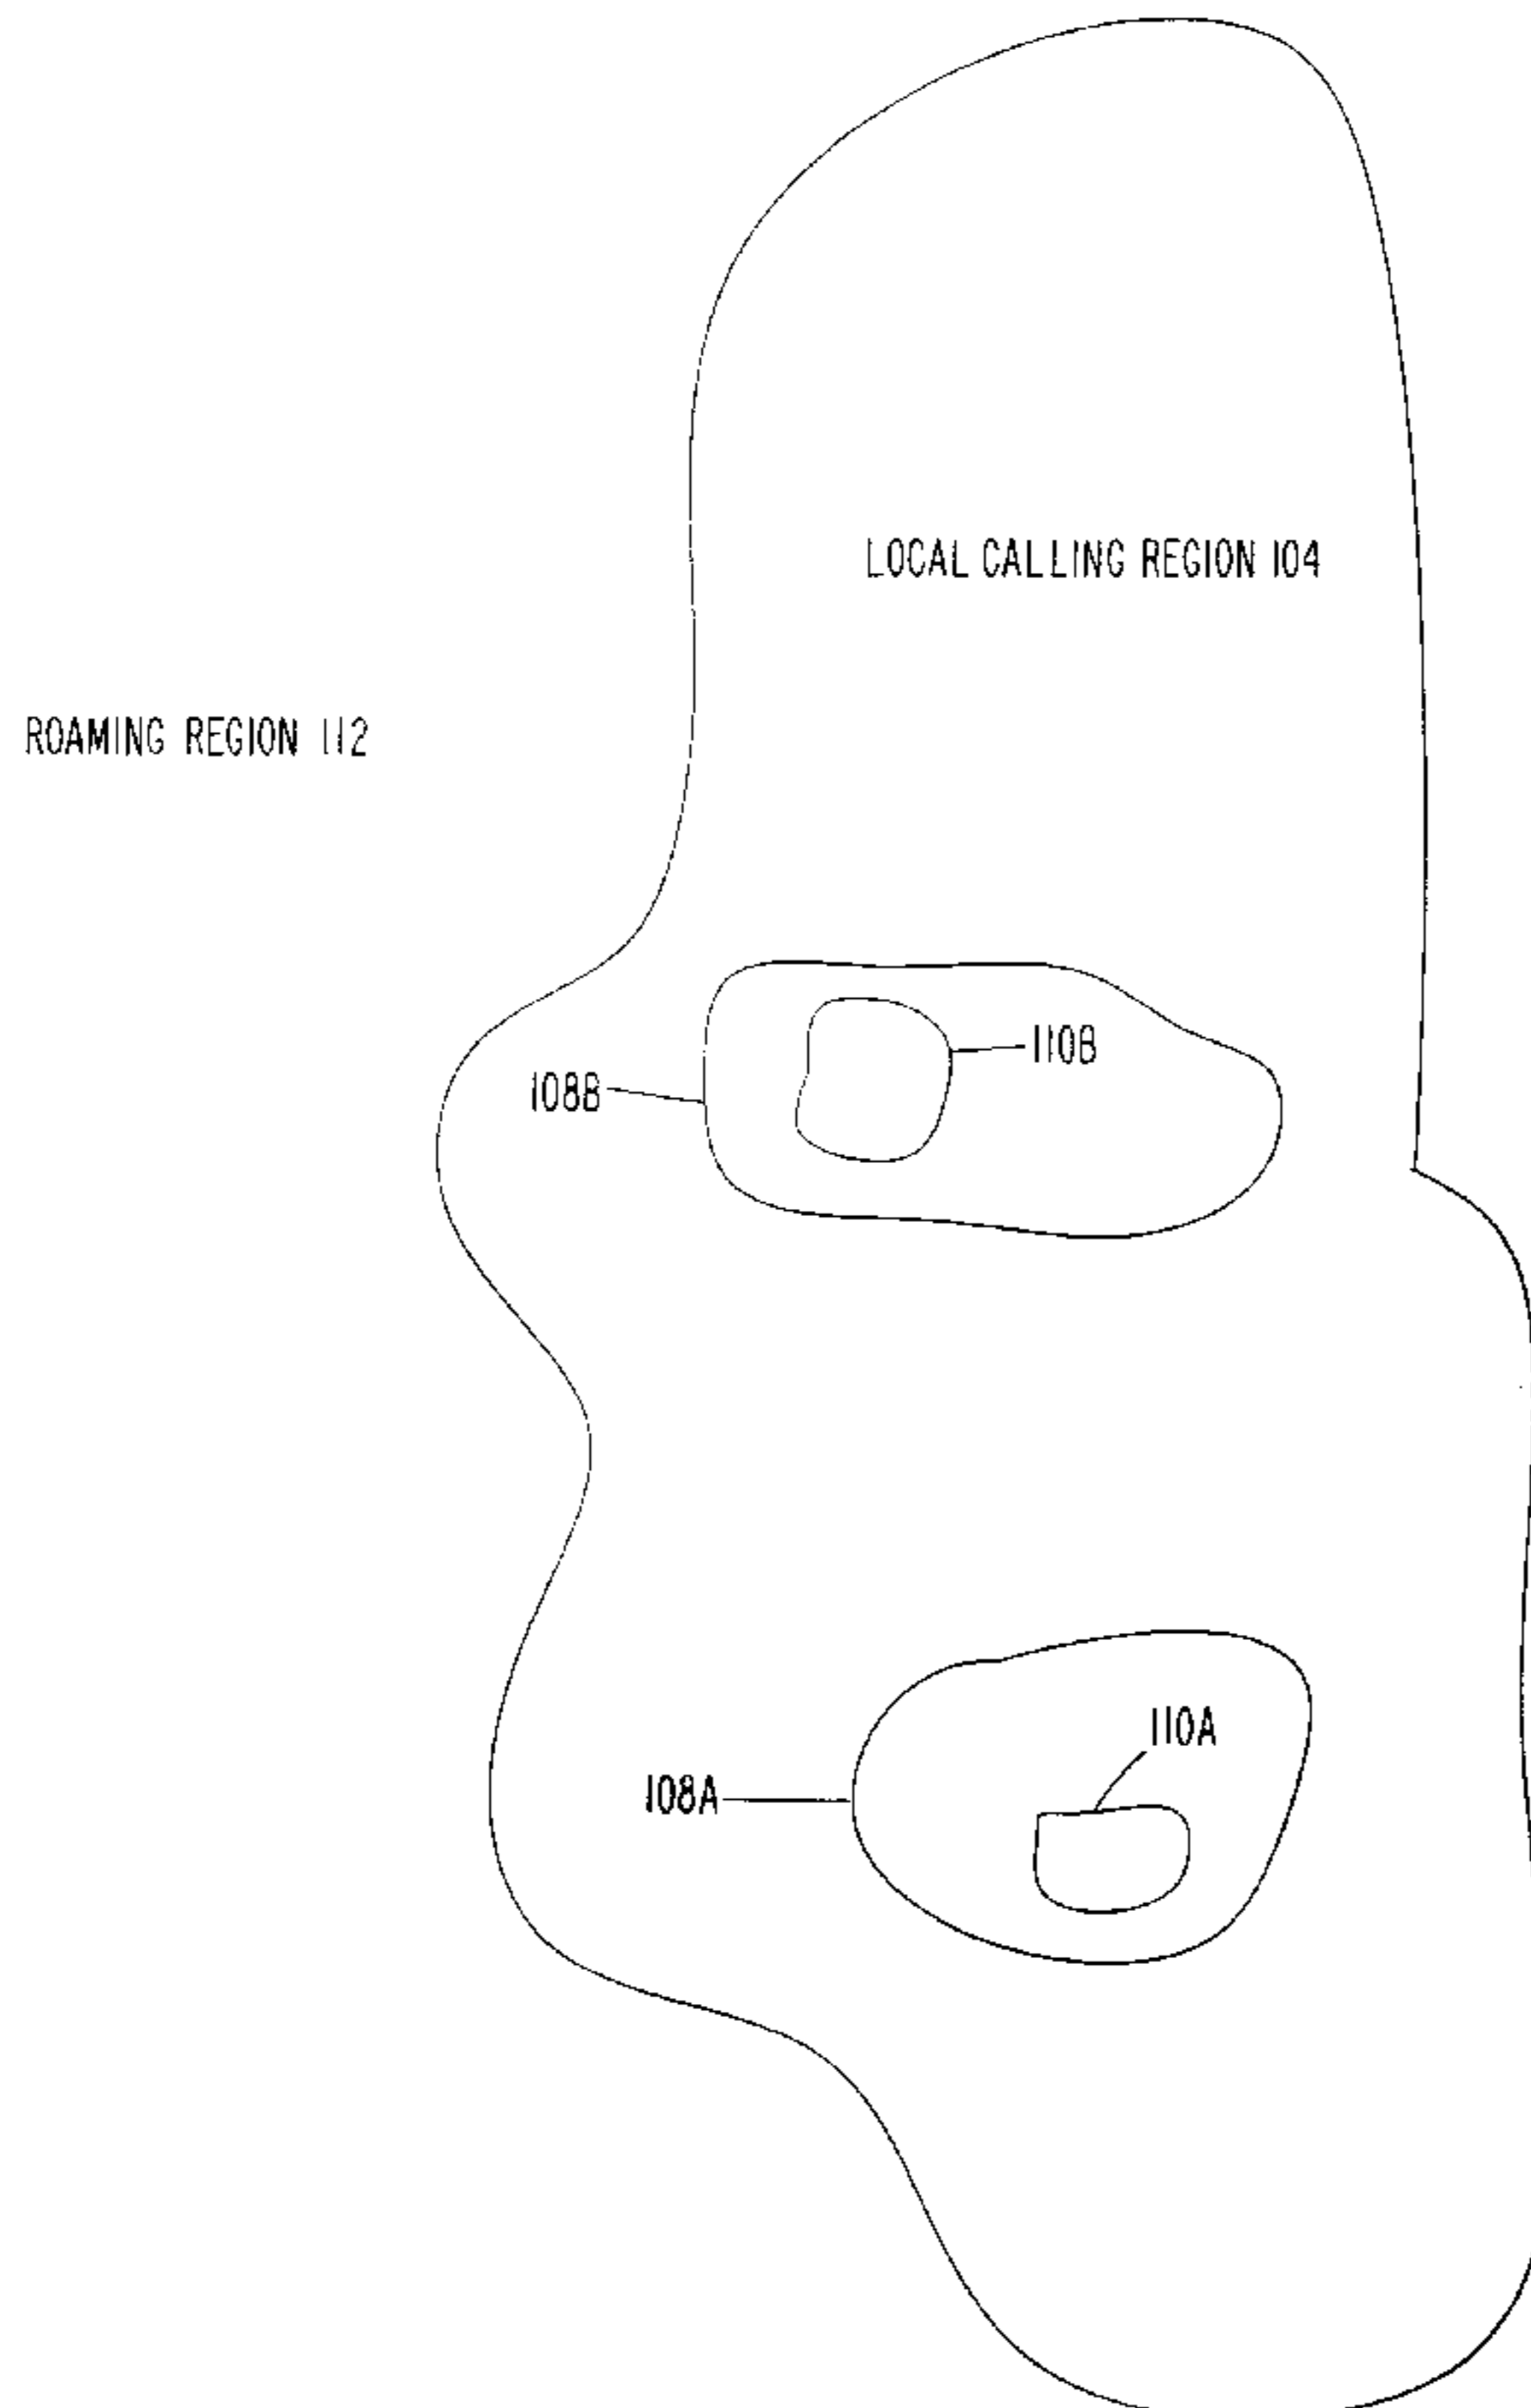 LOCAL CALLING REGION 104
ROAMING REGION 112
110B
108B
110A
108A